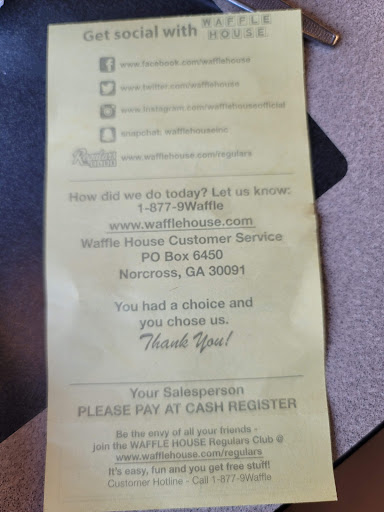 Get social with WAFFLE HOUSE
www.facebook.com/wafflehouse
www.twitter.com/wafflehouse
www.instagram.com/wafflehouseofficial
snapchat: wafflehouseinc
Regulars CLUB www.wafflehouse.com/regulars
How did we do today? Let us know:
1-877-9Waffle
www.wafflehouse.com
Waffle House Customer Service
PO Box 6450
Norcross, GA 30091
You had a choice and
you chose us.
Thank You!
Your Salesperson
PLEASE PAY AT CASH REGISTER
Be the envy of all your friends -
join the WAFFLE HOUSE Regulars Club @
www.wafflehouse.com/regulars
It's easy, fun and you get free stuff!
Customer Hotline - Call 1-877-9Waffle